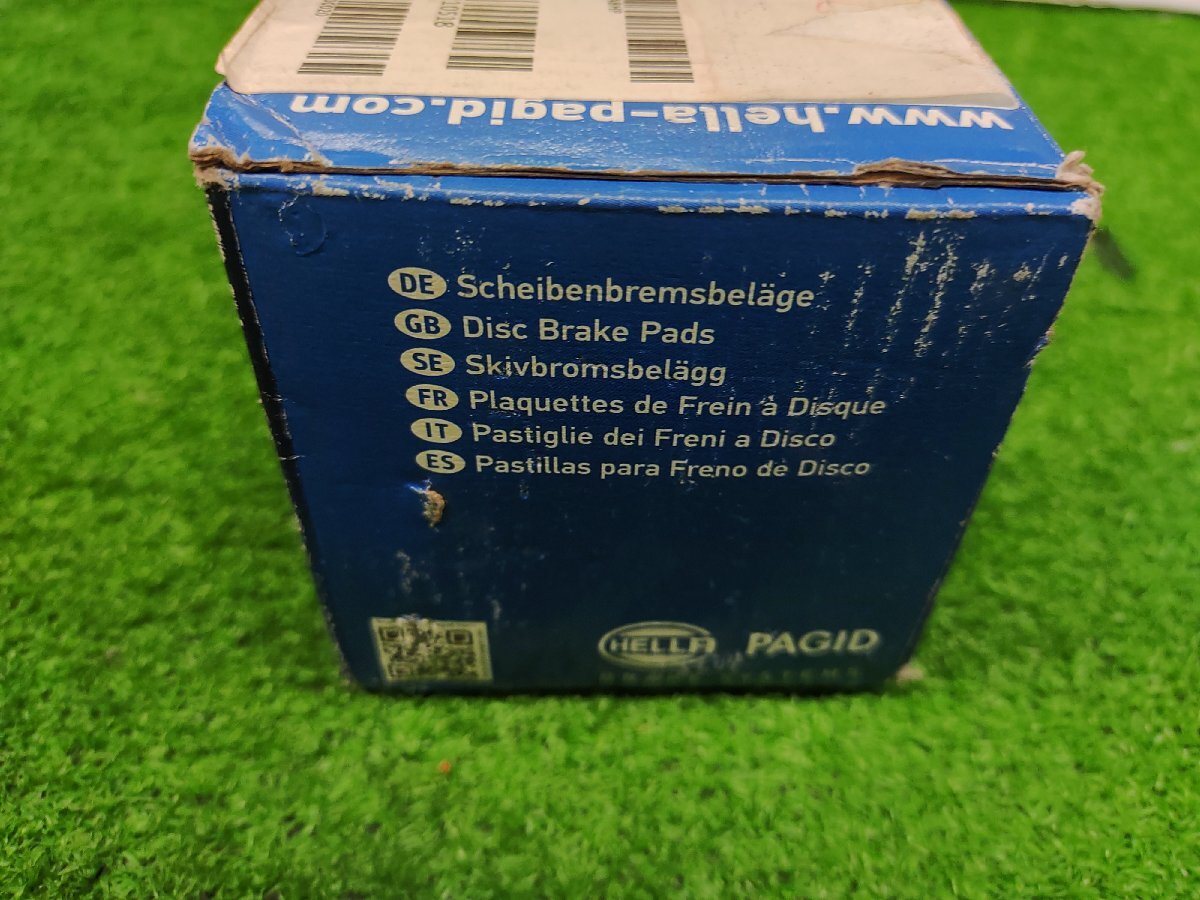 www.hella-pagid.com
DE Scheibenbremsbeläge
GB Disc Brake Pads
SE Skivbromsbelägg
FR Plaquettes de Frein à Disque
IT Pastiglie dei Freni a Disco
ES Pastillas para Freno de Disco
HELLA PAGID